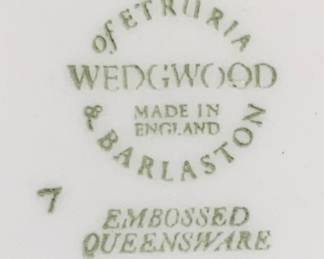 of ETRURIA
WEDGWOOD
MADE IN
ENGLAND
& BARLASTON
7
EMBOSSED
QUEENSWARE